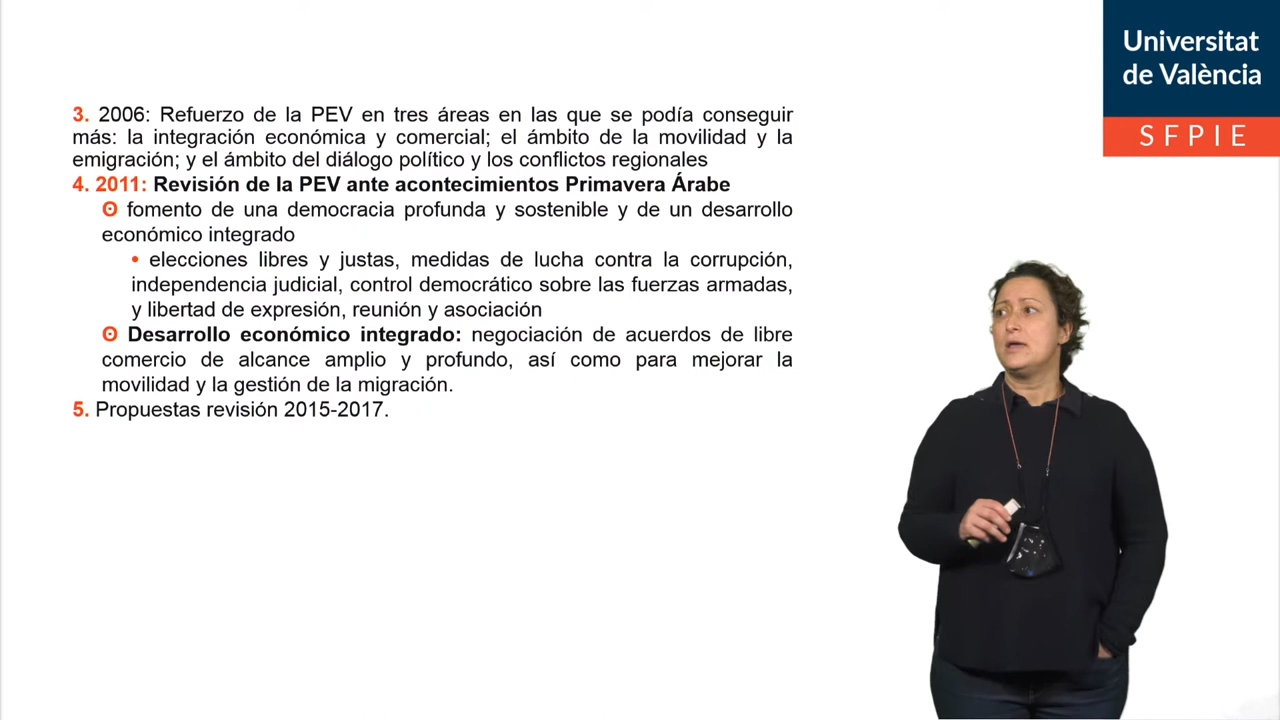 3. 2006: Refuerzo de la PEV en tres áreas en las que se podía conseguir
más: la integración económica y comercial; el ámbito de la movilidad y la
emigración; y el ámbito del diálogo político y los conflictos regionales
4. 2011: Revisión de la PEV ante acontecimientos Primavera Árabe
ʘ fomento de una democracia profunda y sostenible y de un desarrollo
económico integrado
• elecciones libres y justas, medidas de lucha contra la corrupción,
independencia judicial, control democrático sobre las fuerzas armadas,
y libertad de expresión, reunión y asociación
ʘ Desarrollo económico integrado: negociación de acuerdos de libre
comercio de alcance amplio y profundo, así como para mejorar la
movilidad y la gestión de la migración.
5. Propuestas revisión 2015-2017.
Universitat
de València
SFPIE